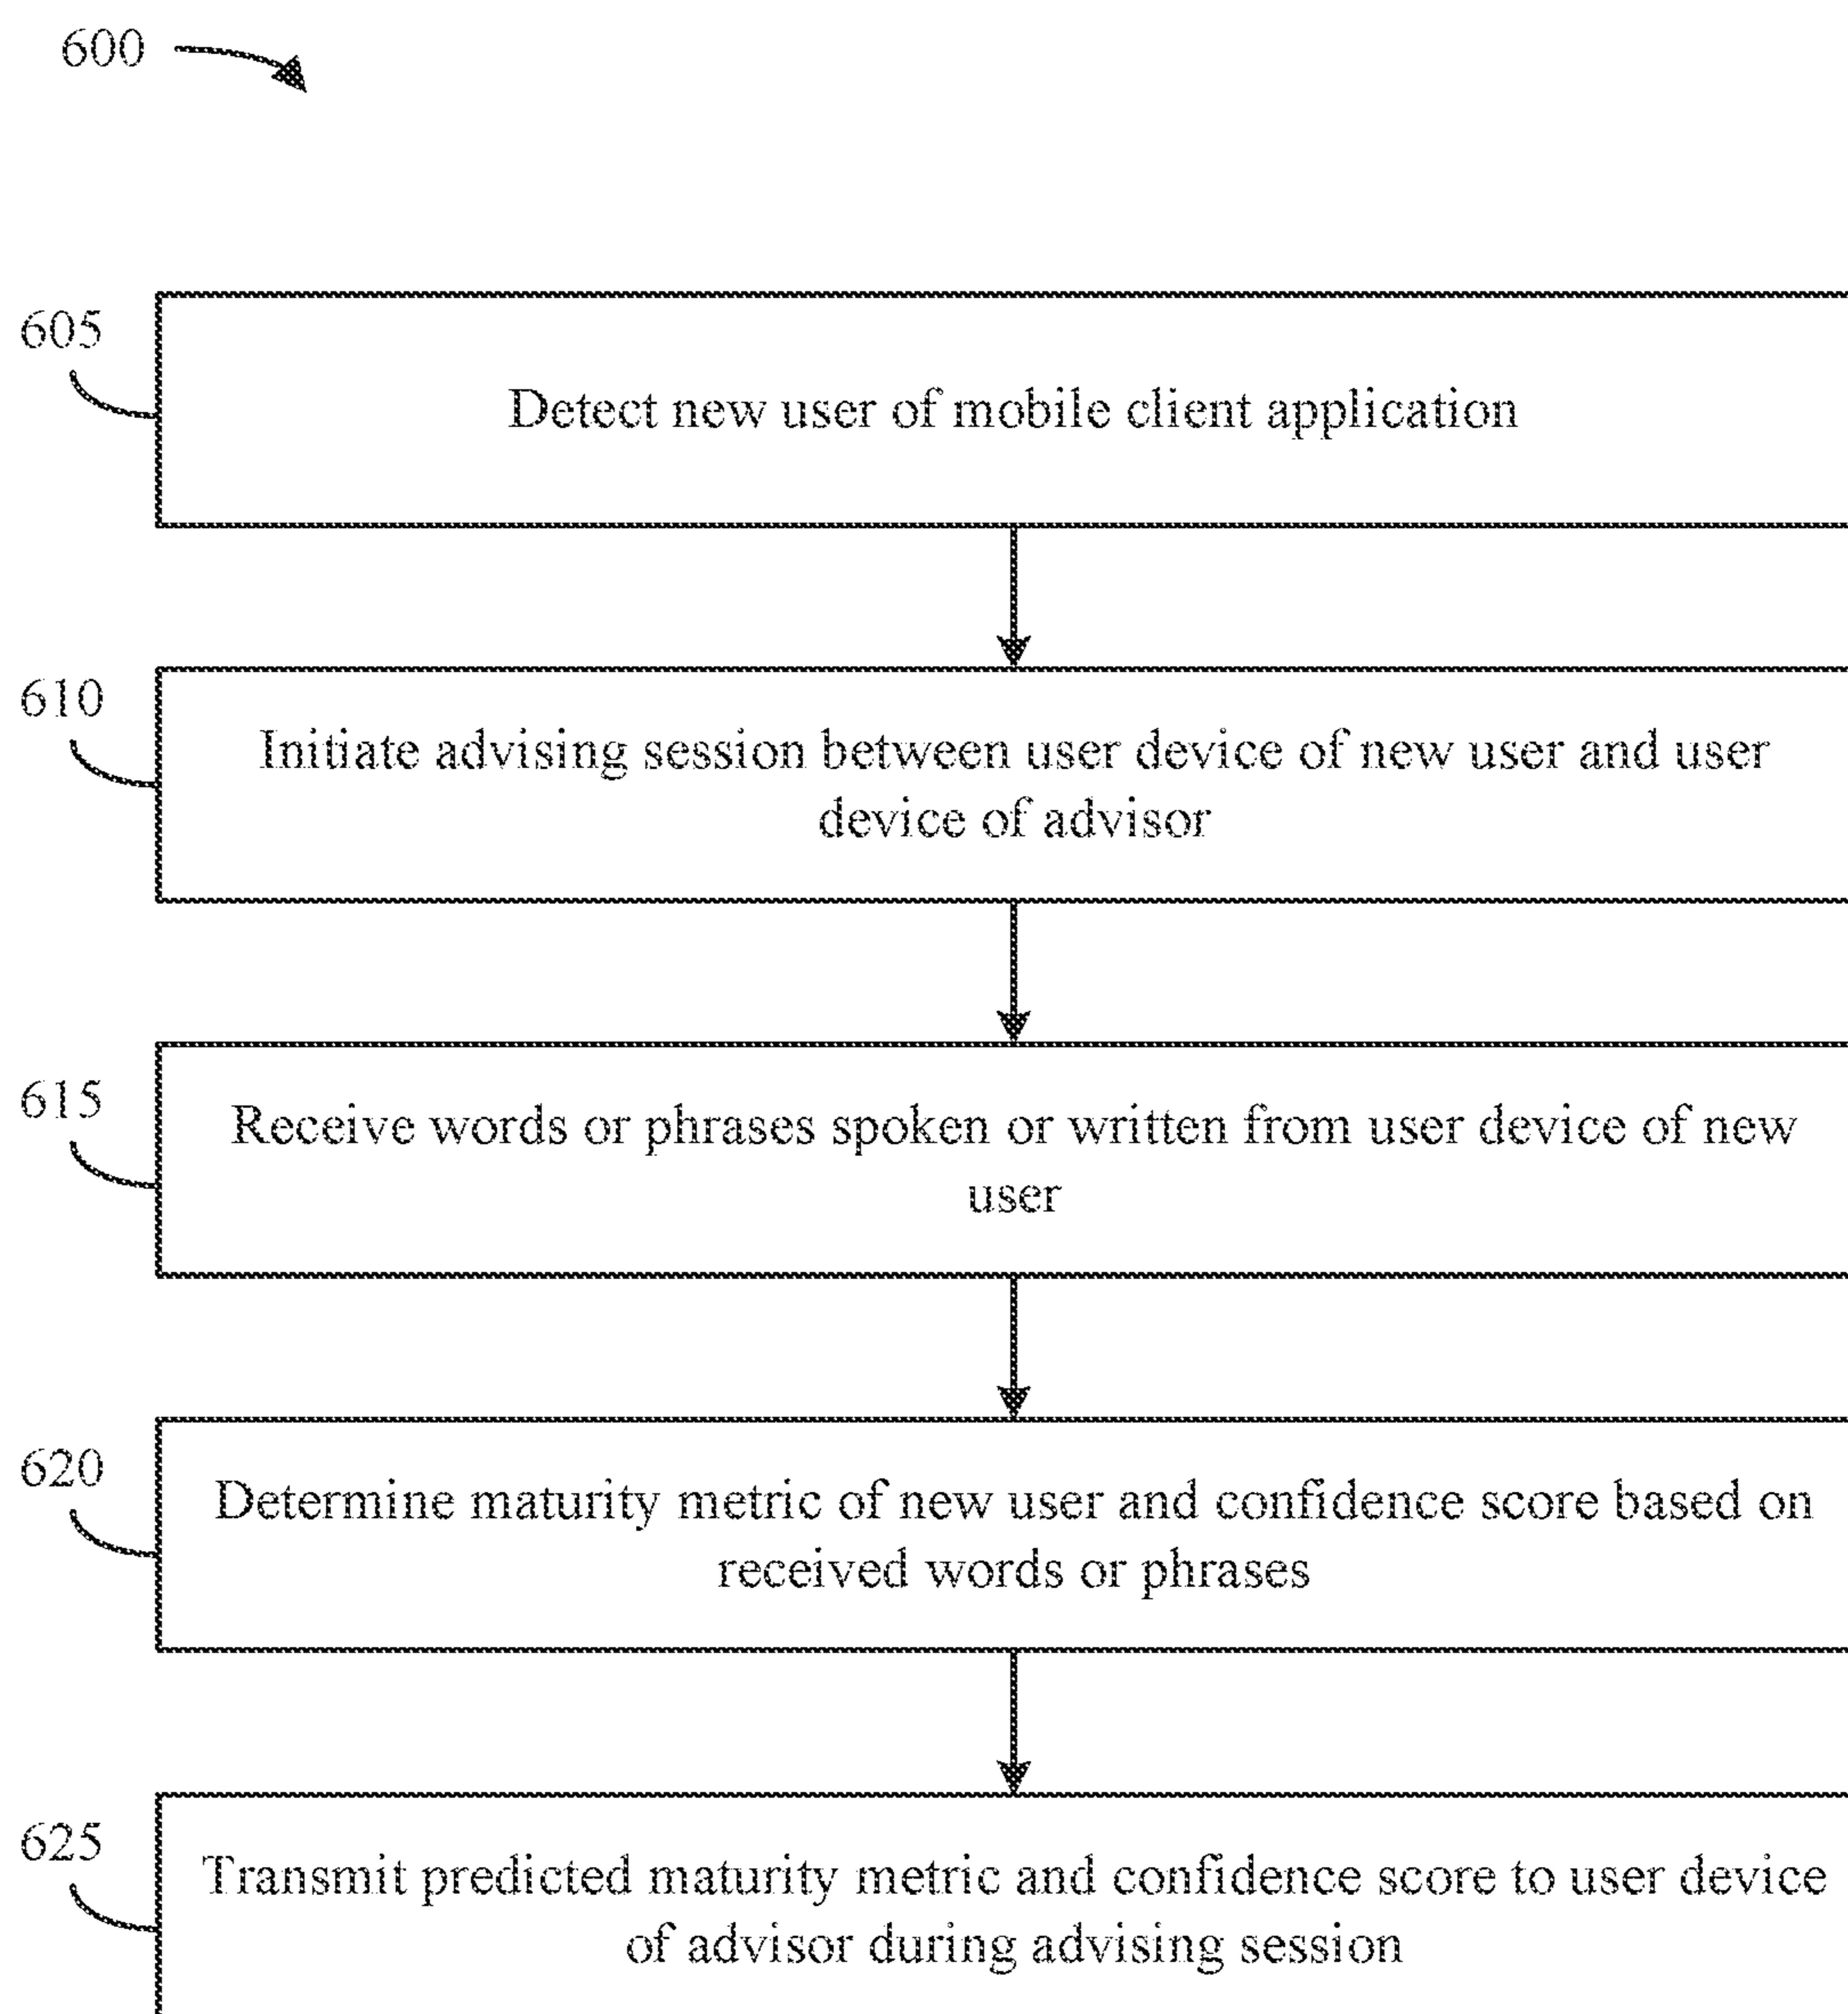 600
605
Detect new user of mobile client application
610
Initiate advising session between user device of new user and user
device of advisor
615
Receive words or phrases spoken or written from user device of new
user
620
Determine maturity metric of new user and confidence score based on
received words or phrases
625
Transmit predicted maturity metric and confidence score to user device
of advisor during advising session